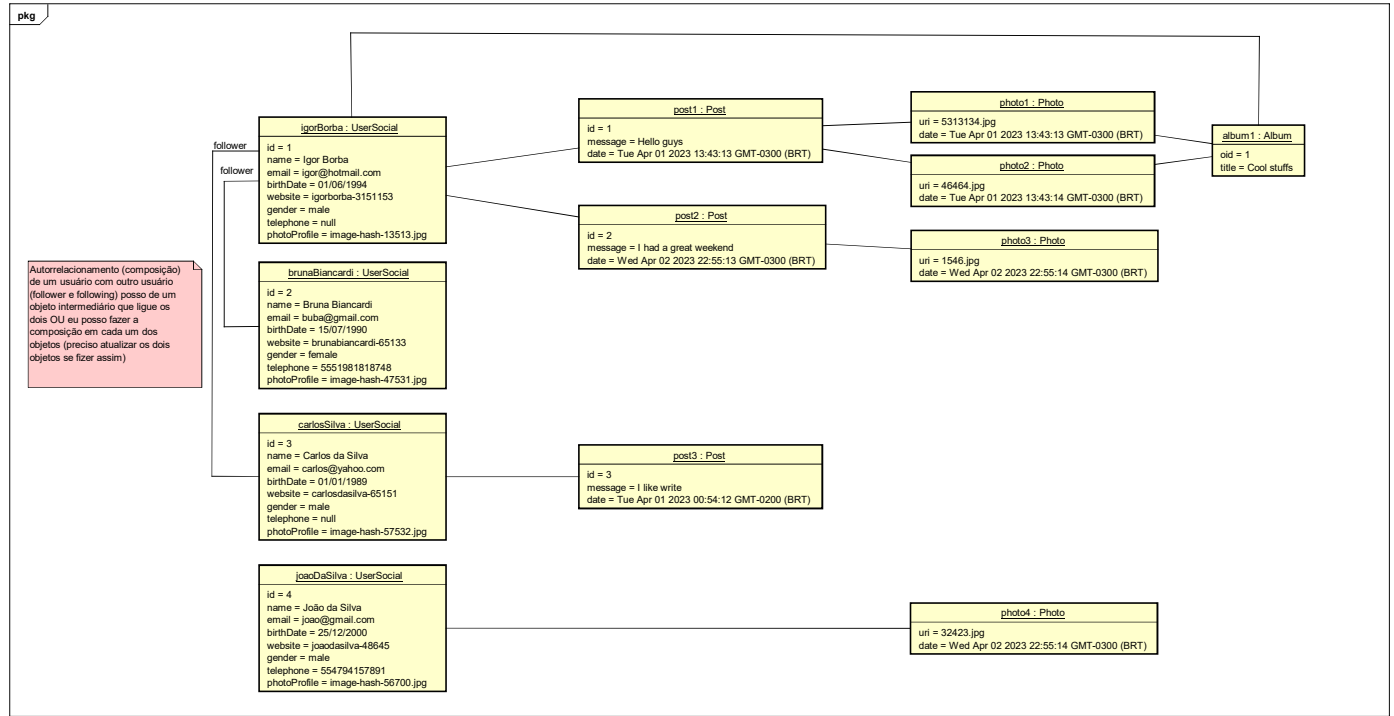 pkg
igorBorba : UserSocial
id = 1
name = Igor Borba
email = igor@hotmail.com
birthDate = 01/06/1994
website = igorborba-3151153
gender = male
telephone = null
photoProfile = image-hash-13513.jpg
follower
follower
post1 : Post
id = 1
message = Hello guys
date = Tue Apr 01 2023 13:43:13 GMT-0300 (BRT)
photo1 : Photo
uri = 5313134.jpg
date = Tue Apr 01 2023 13:43:13 GMT-0300 (BRT)
photo2 : Photo
uri = 46464.jpg
date = Tue Apr 01 2023 13:43:14 GMT-0300 (BRT)
album1 : Album
oid = 1
title = Cool stuffs
post2 : Post
id = 2
message = I had a great weekend
date = Wed Apr 02 2023 22:55:13 GMT-0300 (BRT)
photo3 : Photo
uri = 1546.jpg
date = Wed Apr 02 2023 22:55:14 GMT-0300 (BRT)
Autorrelacionamento (composição)
de um usuário com outro usuário
(follower e following) posso de um
objeto intermediário que ligue os
dois OU eu posso fazer a
composição em cada um dos
objetos (preciso atualizar os dois
objetos se fizer assim)
brunaBiancardi : UserSocial
id = 2
name = Bruna Biancardi
email = buba@gmail.com
birthDate = 15/07/1990
website = brunabiancardi-65133
gender = female
telephone = 5551981818748
photoProfile = image-hash-47531.jpg
carlosSilva : UserSocial
id = 3
name = Carlos da Silva
email = carlos@yahoo.com
birthDate = 01/01/1989
website = carlosdasilva-65151
gender = male
telephone = null
photoProfile = image-hash-57532.jpg
post3 : Post
id = 3
message = I like write
date = Tue Apr 01 2023 00:54:12 GMT-0200 (BRT)
joaoDaSilva : UserSocial
id = 4
name = João da Silva
email = joao@gmail.com
birthDate = 25/12/2000
website = joaodasilva-48645
gender = male
telephone = 554794157891
photoProfile = image-hash-56700.jpg
photo4 : Photo
uri = 32423.jpg
date = Wed Apr 02 2023 22:55:14 GMT-0300 (BRT)